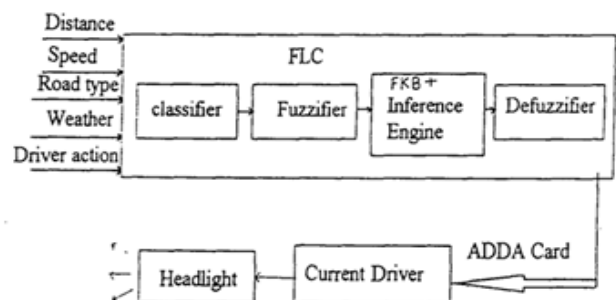 Distance
Speed
Road type
Weather
Driver action
FLC
classifier
Fuzzifier
FKB+
Inference
Engine
Defuzzifier
ADDA Card
Current Driver
Headlight